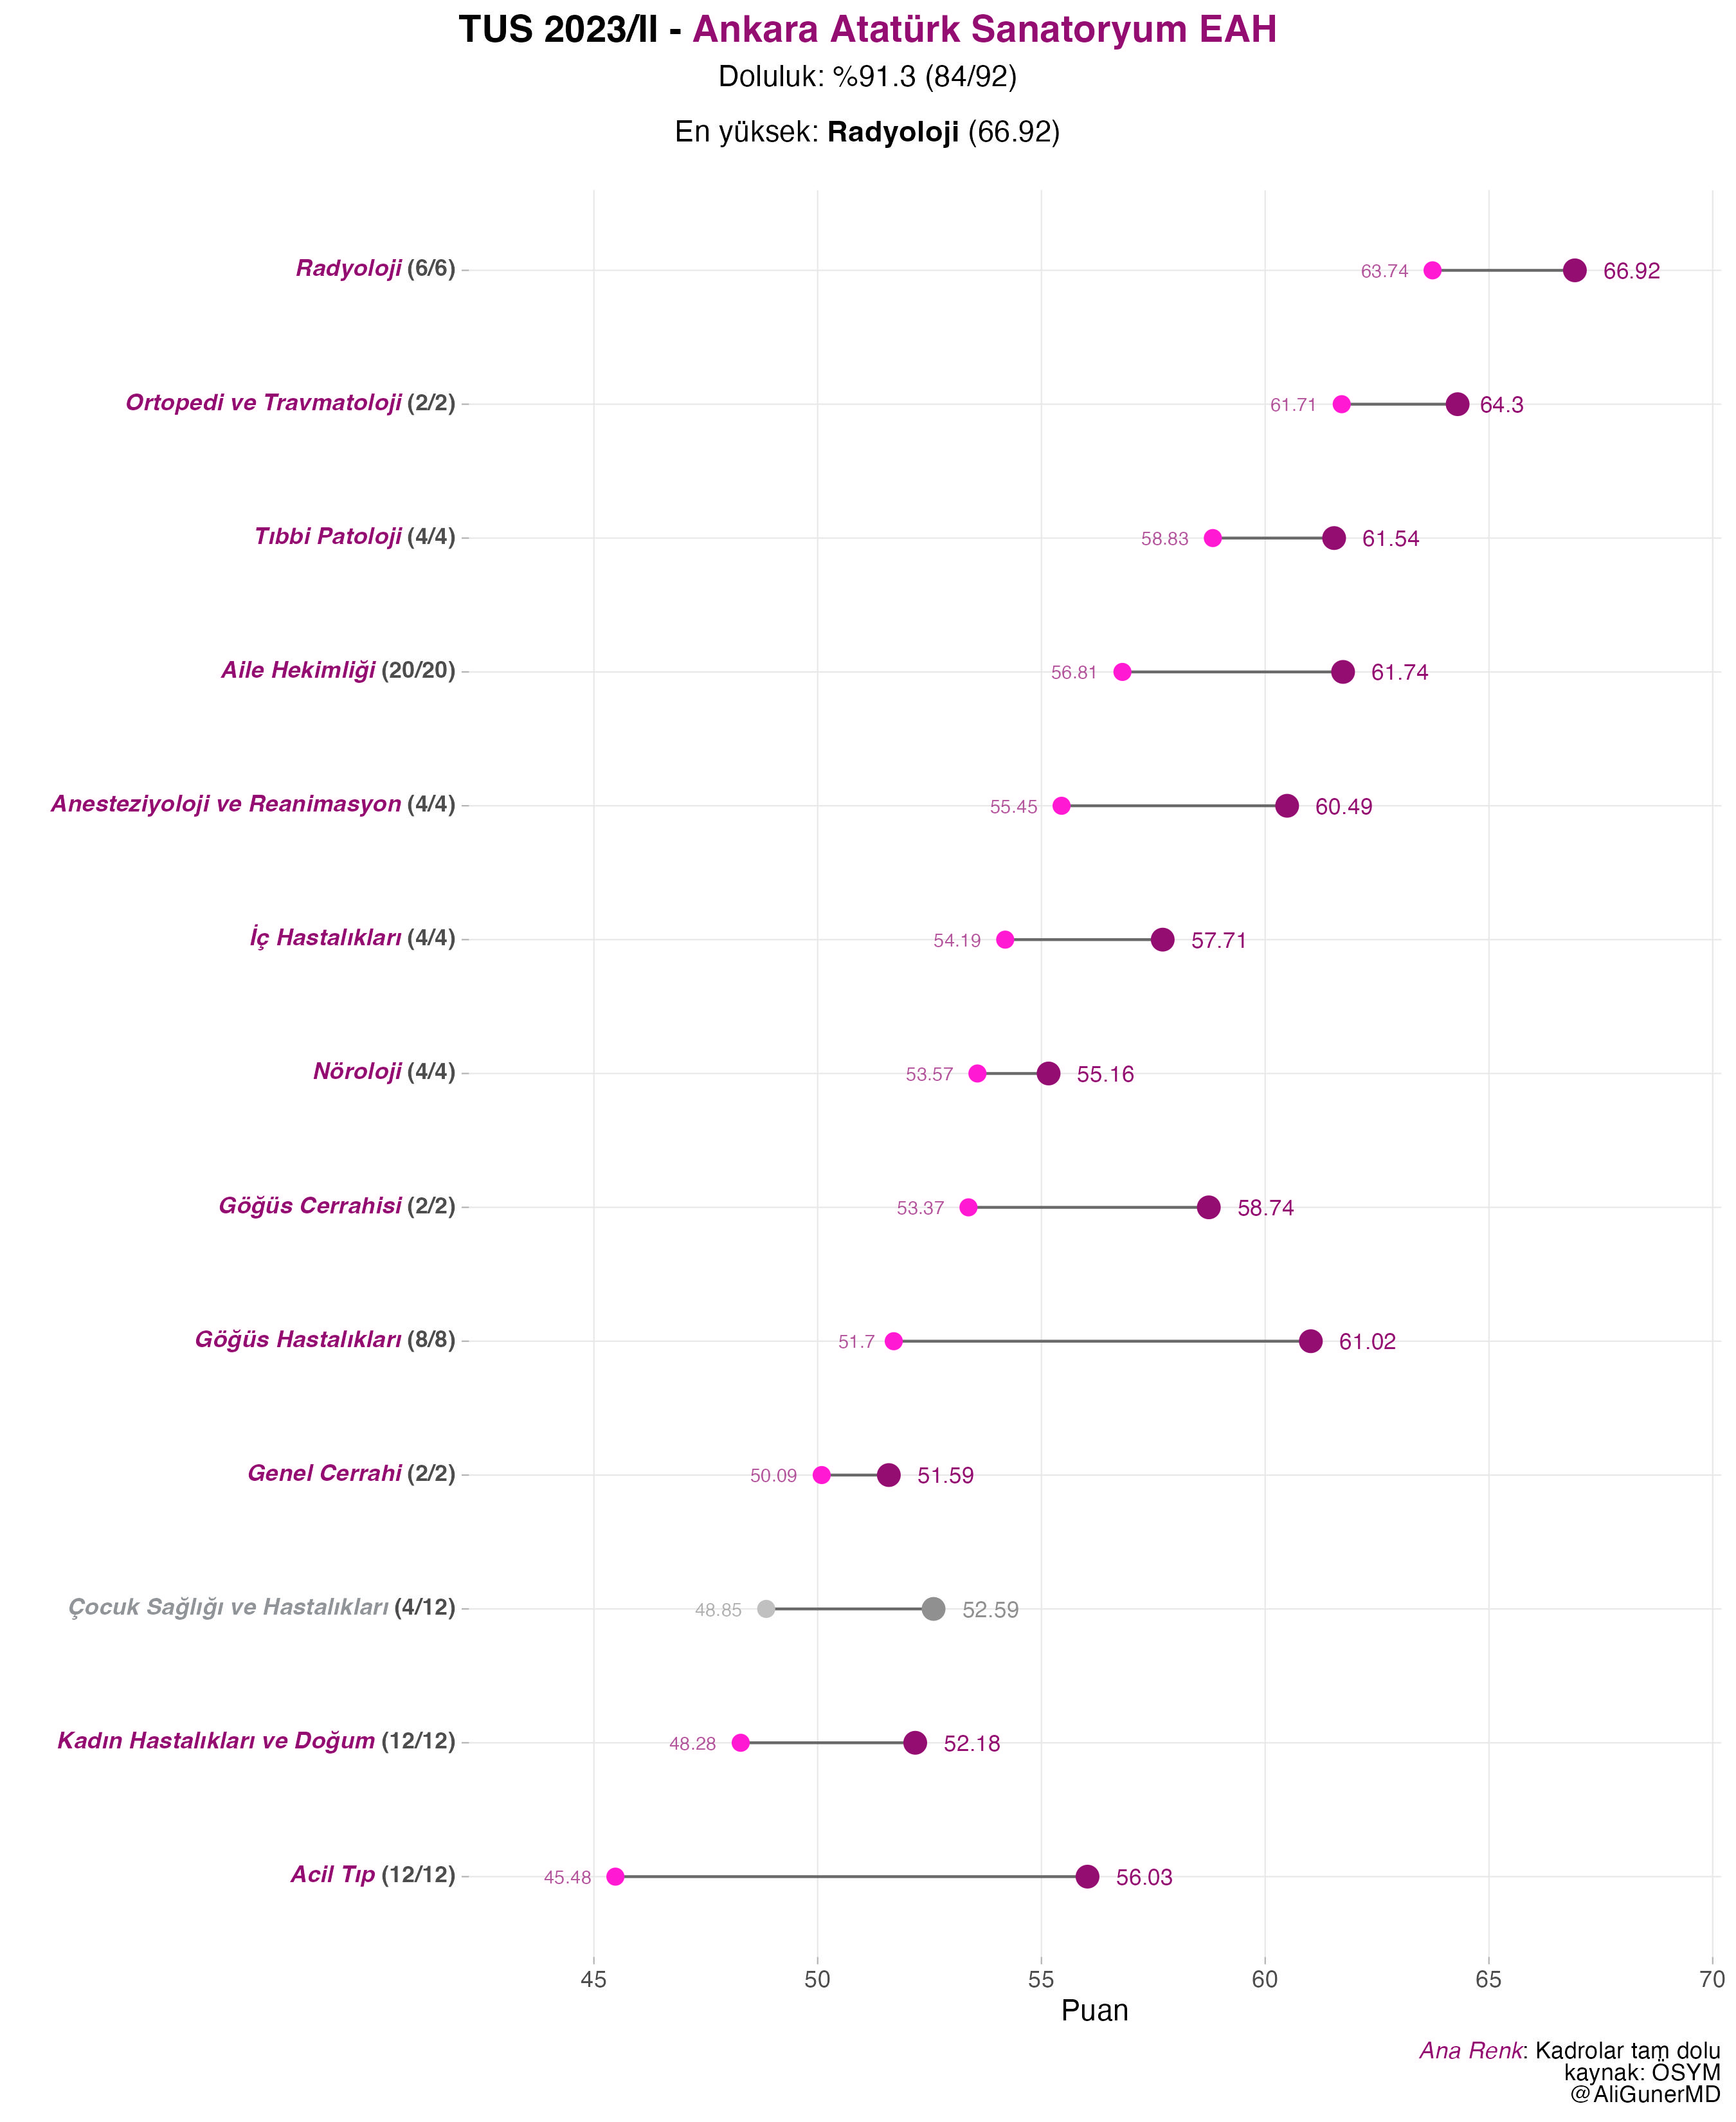 TUS 2023/II - Ankara Atatürk Sanatoryum EAH
Doluluk: %91.3 (84/92)
En yüksek: Radyoloji (66.92)
Radyoloji (6/6) 63.74 66.92
Ortopedi ve Travmatoloji (2/2) 61.71 64.3
Tıbbi Patoloji (4/4) 58.83 61.54
Aile Hekimliği (20/20) 56.81 61.74
Anesteziyoloji ve Reanimasyon (4/4) 55.45 60.49
İç Hastalıkları (4/4) 54.19 57.71
Nöroloji (4/4) 53.57 55.16
Göğüs Cerrahisi (2/2) 53.37 58.74
Göğüs Hastalıkları (8/8) 51.7 61.02
Genel Cerrahi (2/2) 50.09 51.59
Çocuk Sağlığı ve Hastalıkları (4/12) 48.85 52.59
Kadın Hastalıkları ve Doğum (12/12) 48.28 52.18
Acil Tıp (12/12) 45.48 56.03
45 50 55 60 65 70
Puan
Ana Renk: Kadrolar tam dolu
kaynak: ÖSYM
@AliGunerMD